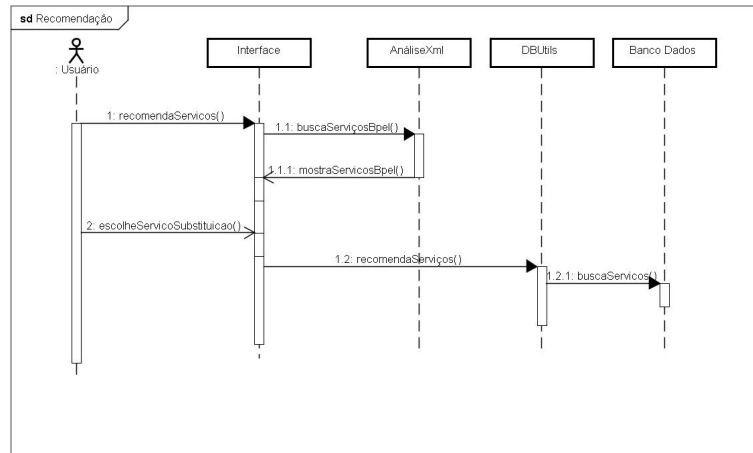 sd Recomendação
: Usuário
Interface
AnáliseXml
DBUtils
Banco Dados
1: recomendaServicos()
1.1: buscaServiçosBpel()
1.1.1: mostraServicosBpel()
2: escolheServicoSubstituicao()
1.2: recomendaServiços()
1.2.1: buscaServicos()